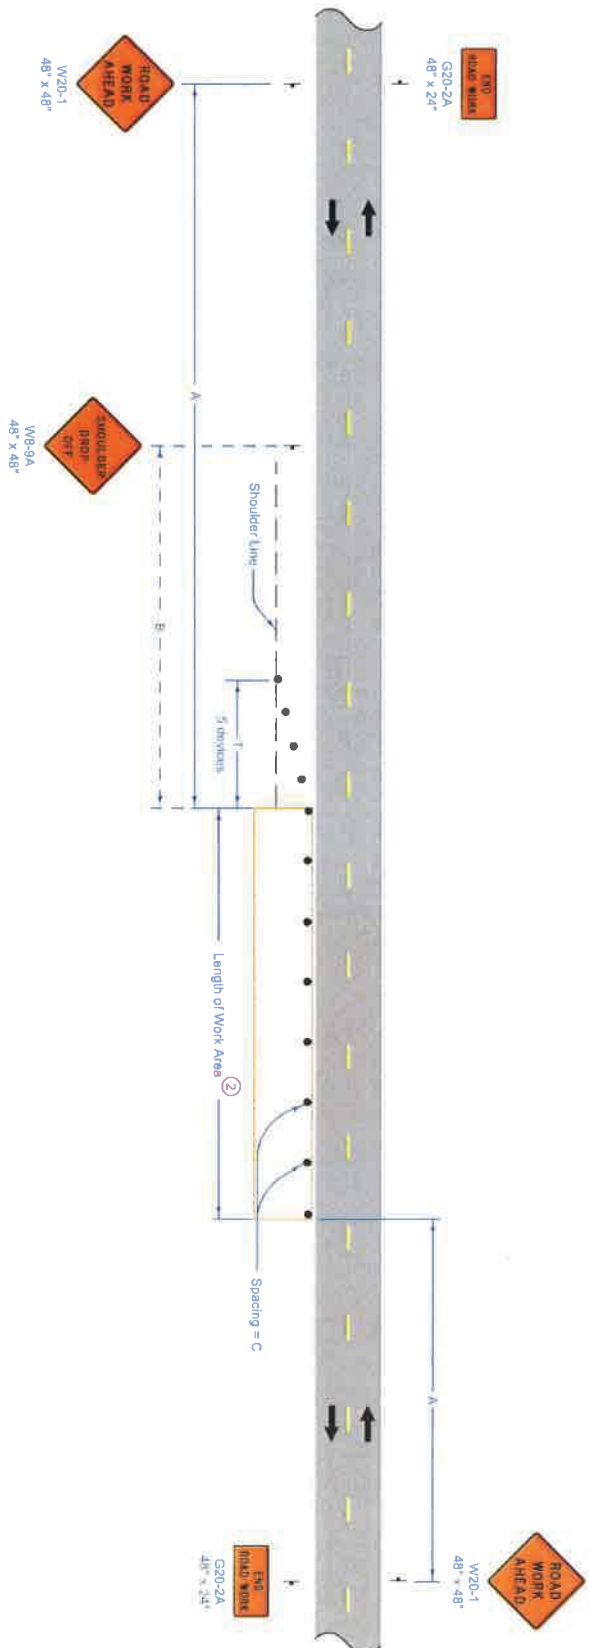 END
ROAD WORK
G20-2A
48" x 24"
ROAD
WORK
AHEAD
W20-1
48" x 48"
A
SHOULDER
DROP
OFF
W8-9A
48" x 48"
B
Shoulder Line
T
5 devices
Length of Work Area ②
Spacing = C
A
ROAD
WORK
AHEAD
W20-1
48" x 48"
END
ROAD WORK
G20-2A
48" x 24"